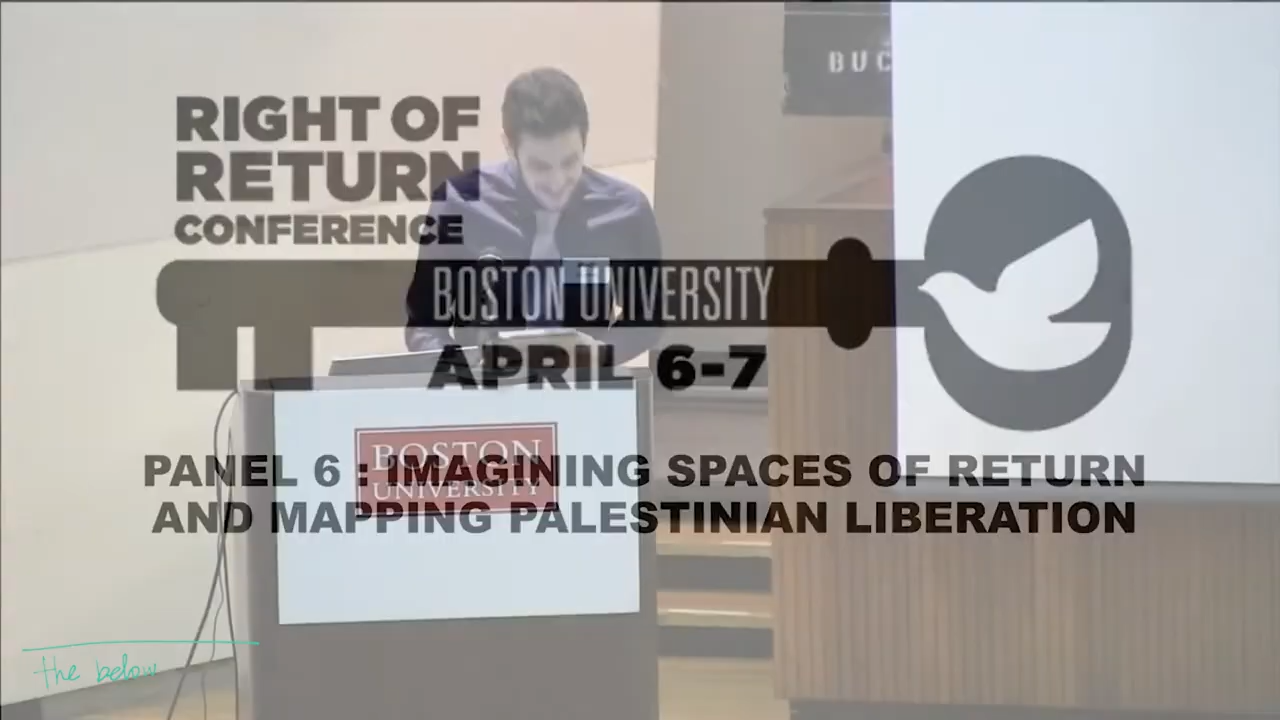 BUC
RIGHT OF
RETURN
CONFERENCE
BOSTON UNIVERSITY
APRIL 6-7
BOSTON
UNIVERSITY
PANEL 6 : IMAGINING SPACES OF RETURN
AND MAPPING PALESTINIAN LIBERATION
the below